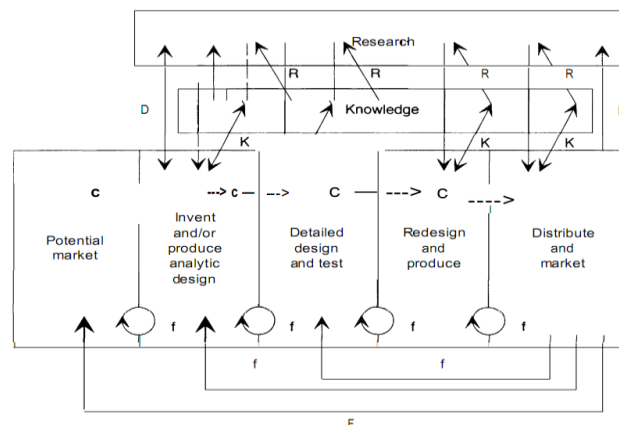 Research
R R R R
D
Knowledge
K K K
c ---> c — ---> C — ---> C ---->
Potential
market
Invent
and/or
produce
analytic
design
Detailed
design
and test
Redesign
and
produce
Distribute
and
market
f f f f
f f